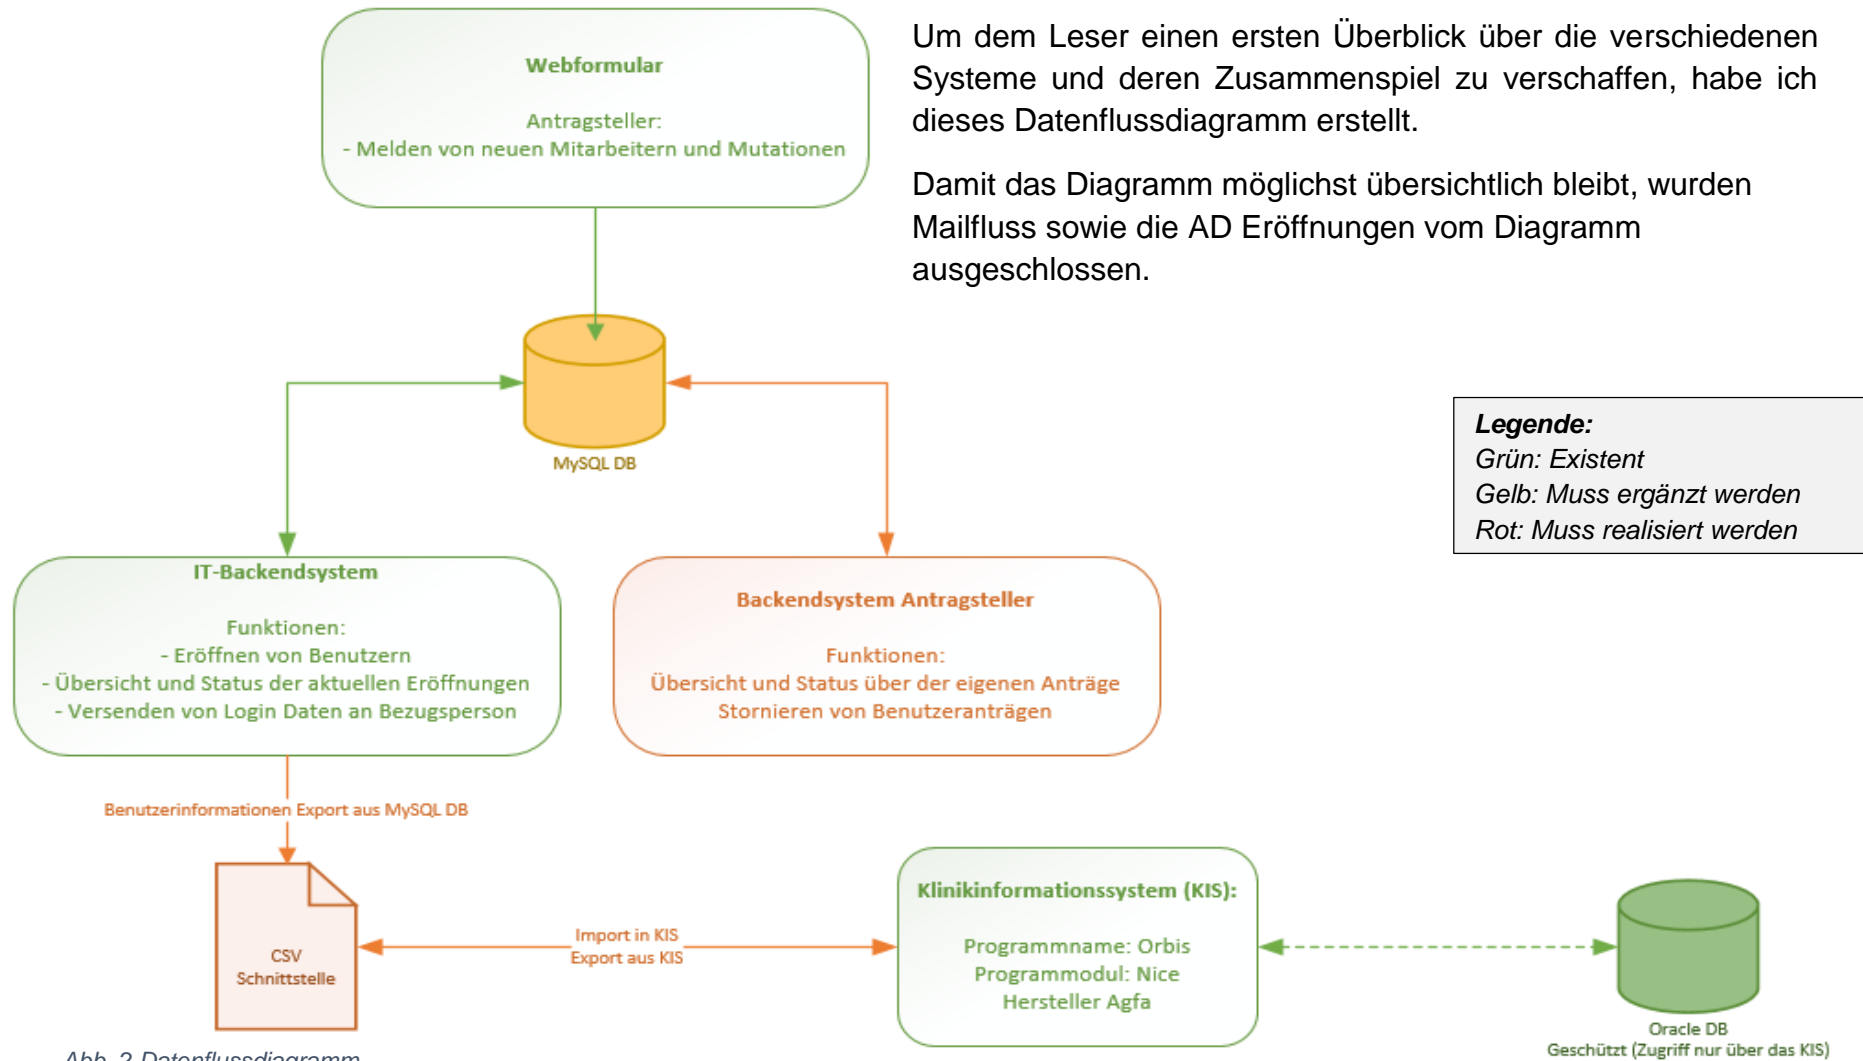 Um dem Leser einen ersten Überblick über die verschiedenen
Systeme und deren Zusammenspiel zu verschaffen, habe ich
dieses Datenflussdiagramm erstellt.
Damit das Diagramm möglichst übersichtlich bleibt, wurden
Mailfluss sowie die AD Eröffnungen vom Diagramm
ausgeschlossen.
Webformular
Antragsteller:
- Melden von neuen Mitarbeitern und Mutationen
MySQL DB
Legende:
Grün: Existent
Gelb: Muss ergänzt werden
Rot: Muss realisiert werden
IT-Backendsystem
Funktionen:
- Eröffnen von Benutzern
- Übersicht und Status der aktuellen Eröffnungen
- Versenden von Login Daten an Bezugsperson
Backendsystem Antragsteller
Funktionen:
Übersicht und Status über der eigenen Anträge
Stornieren von Benutzeranträgen
Benutzerinformationen Export aus MySQL DB
CSV
Schnittstelle
Import in KIS
Export aus KIS
Klinikinformationssystem (KIS):
Programmname: Orbis
Programmodul: Nice
Hersteller Agfa
Oracle DB
Geschützt (Zugriff nur über das KIS)
Abb. 2 Datenflussdiagramm